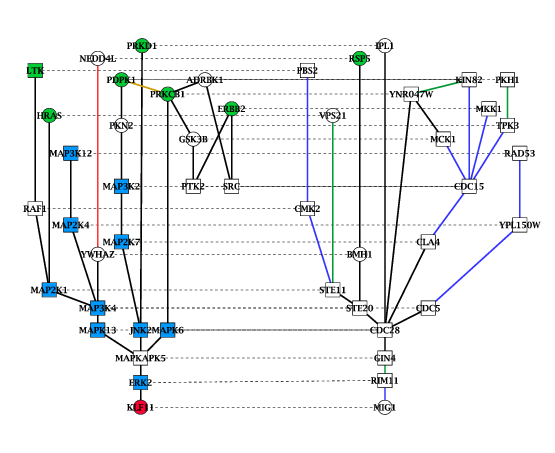 PRKD1
IPL1
NEDD4L
RSP5
LTK
PBS2
PDPK1
ADRBK1
KIN82
PKH1
PRKCB1
YNR047W
ERBB2
MKK1
HRAS
VPS21
PKN2
TPK3
GSK3B
MCK1
MAP3K12
RAD53
MAP3K2
PTK2
SRC
CDC15
RAF1
CMK2
MAP2K4
YPL150W
MAP2K7
CLA4
YWHAZ
BMH1
MAP2K1
STE11
MAP3K4
STE20
CDC5
MAPK13
JNK2
MAPK6
CDC28
MAPKAPK5
GIN4
ERK2
RIM11
KLF11
MIG1